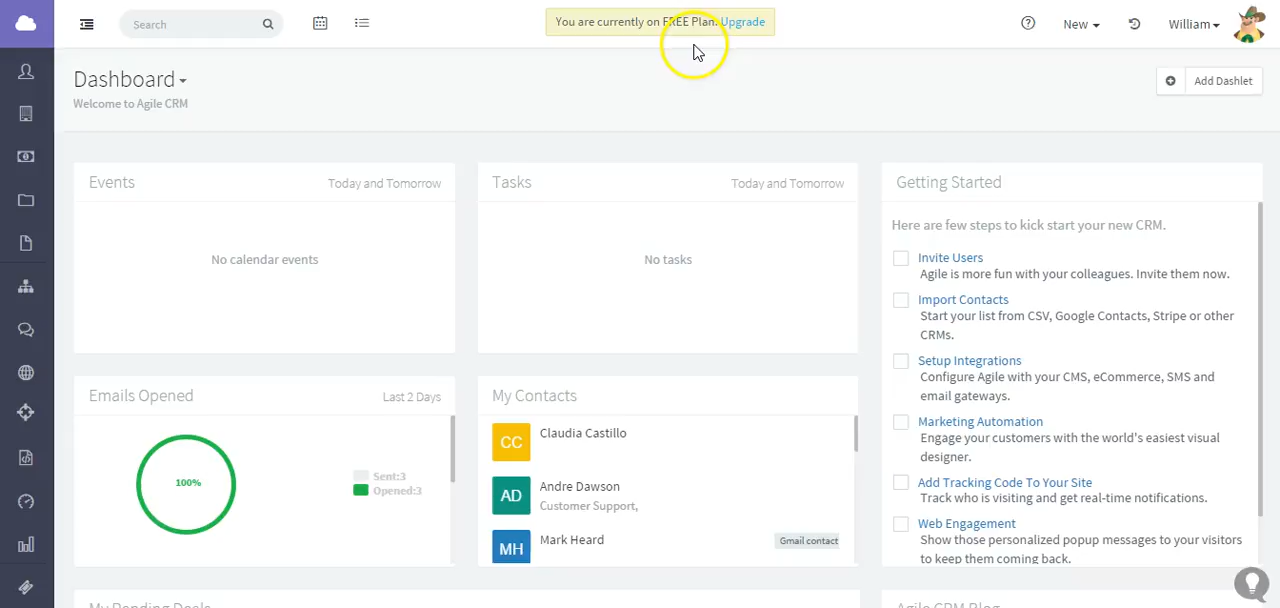 Search
You are currently on FREE Plan. Upgrade
New
William
Dashboard
Welcome to Agile CRM
Add Dashlet
Events
Today and Tomorrow
No calendar events
Tasks
Today and Tomorrow
No tasks
Getting Started
Here are few steps to kick start your new CRM.
Invite Users
Agile is more fun with your colleagues. Invite them now.
Import Contacts
Start your list from CSV, Google Contacts, Stripe or other
CRMs.
Setup Integrations
Configure Agile with your CMS, eCommerce, SMS and
email gateways.
Marketing Automation
Engage your customers with the world's easiest visual
designer.
Add Tracking Code To Your Site
Track who is visiting and get real-time notifications.
Web Engagement
Show those personalized popup messages to your visitors
to keep them coming back.
Emails Opened
Last 2 Days
100%
Sent:3
Opened:3
My Contacts
CC
Claudia Castillo
AD
Andre Dawson
Customer Support,
MH
Mark Heard
Gmail contact
My Pending Deals
Agile CRM Blog